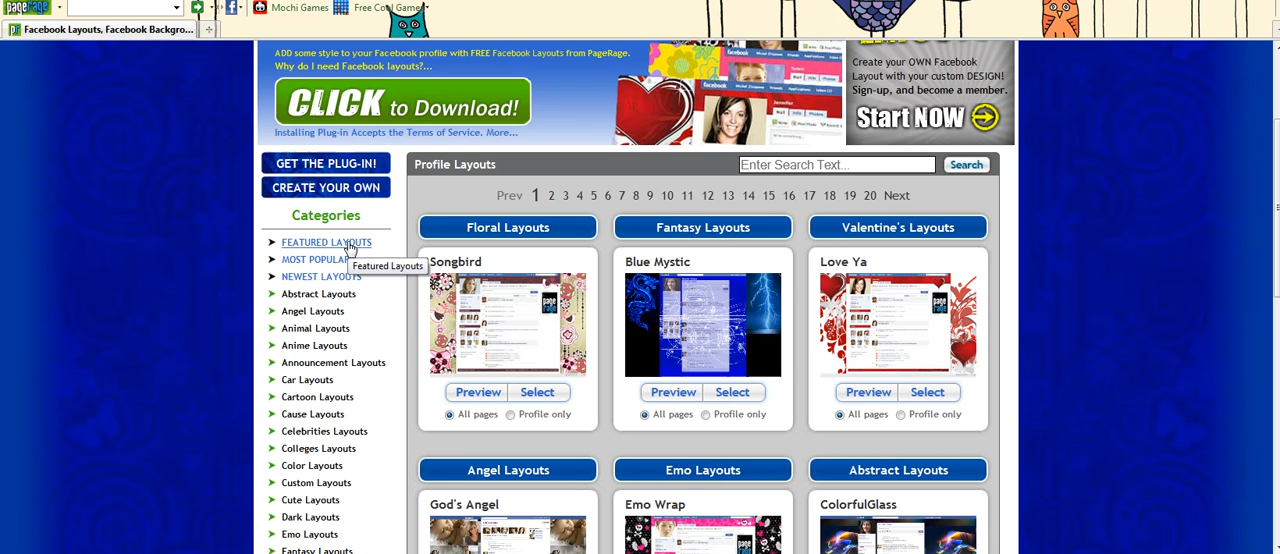 pagerage
Mochi Games
Free Cool Games
Facebook Layouts, Facebook Backgro...
ADD some style to your Facebook profile with FREE Facebook Layouts from PageRage.
Why do I need Facebook layouts?...
CLICK to Download!
Installing Plug-in Accepts the Terms of Service. More...
Create your OWN Facebook
Layout with your custom DESIGN!
Sign-up, and become a member.
Start NOW
GET THE PLUG-IN!
CREATE YOUR OWN
Categories
FEATURED LAYOUTS
Featured Layouts
MOST POPULAR
NEWEST LAYOUTS
Abstract Layouts
Angel Layouts
Animal Layouts
Anime Layouts
Announcement Layouts
Car Layouts
Cartoon Layouts
Cause Layouts
Celebrities Layouts
Colleges Layouts
Color Layouts
Custom Layouts
Cute Layouts
Dark Layouts
Emo Layouts
Fantasy Layouts
Profile Layouts
Enter Search Text...
Search
Prev 1 2 3 4 5 6 7 8 9 10 11 12 13 14 15 16 17 18 19 20 Next
Floral Layouts
Fantasy Layouts
Valentine's Layouts
Songbird
Blue Mystic
Love Ya
Preview Select
Preview Select
Preview Select
All pages Profile only
All pages Profile only
All pages Profile only
Angel Layouts
Emo Layouts
Abstract Layouts
God's Angel
Emo Wrap
ColorfulGlass